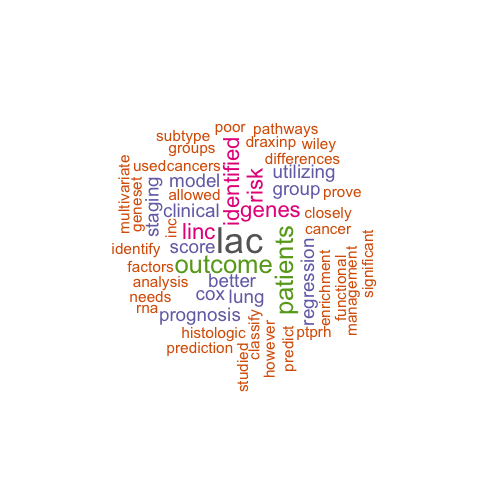 poor
pathways
subtype
draxinp
wiley
groups
identified
differences
multivariate
usedcancers
risk
utilizing
geneset
staging
model
group
prove
allowed
clinical
genes
closely
inc
linc
lac
cancer
identify
score
patients
regression
enrichment
functional
management
significant
factors
outcome
analysis
better
needs
cox
lung
rna
prognosis
histologic
classify
however
predict
ptprh
prediction
studied